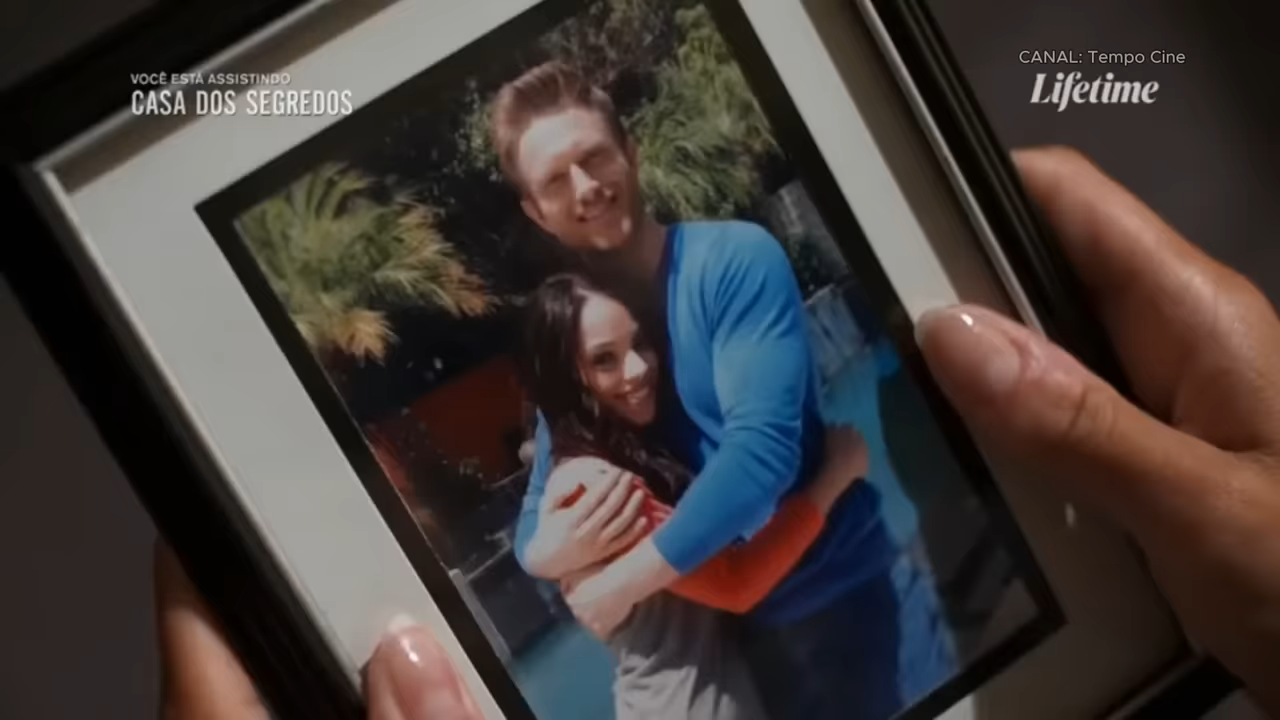 VOCÊ ESTÁ ASSISTINDO
CASA DOS SEGREDOS
CANAL: Tempo Cine
Lifetime